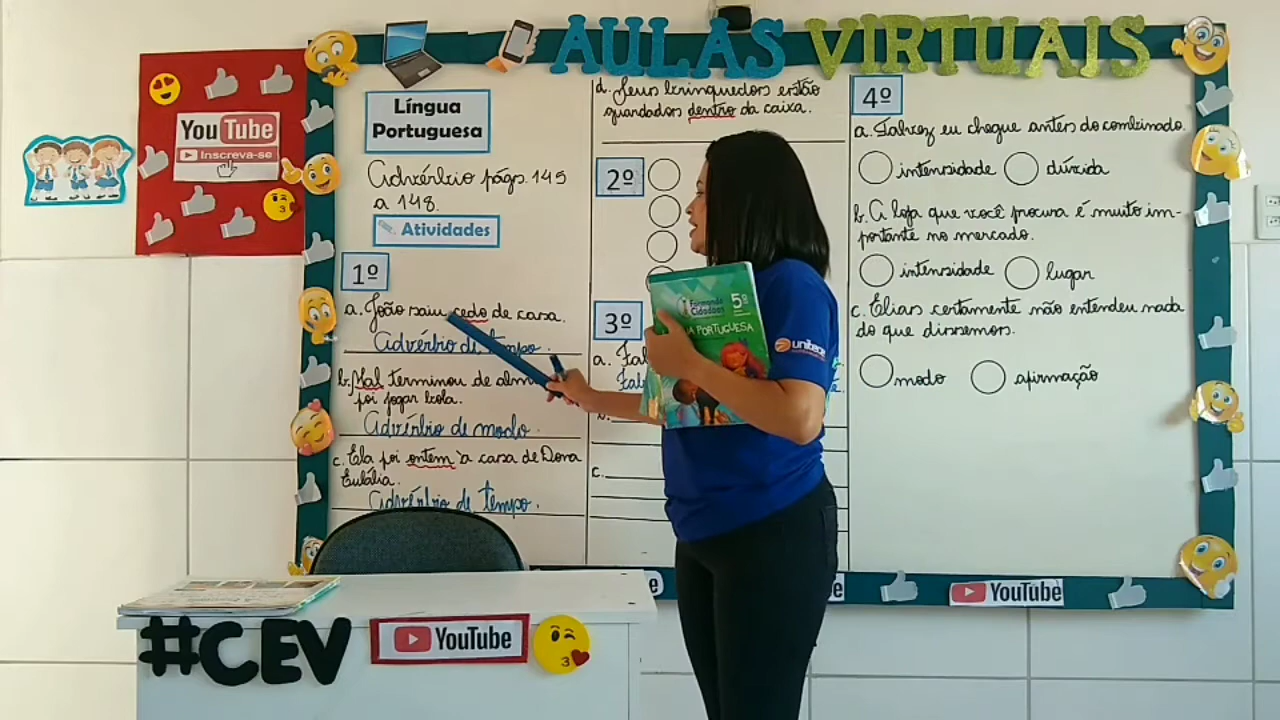 AULAS VIRTUAIS
You Tube
Inscreva-se
Língua
Portuguesa
Advérbio págs. 145
a 148.
Atividades
1º
a. João saiu cedo de casa.
Advérbio de tempo.
b. Mal terminou de
foi jogar bola.
Advérbio de modo.
c. Ela foi ontem à casa de Dona
Eulália.
Advérbio de tempo.
d. Seus brinquedos estão
guardados dentro da caixa.
2º
3º
a.
b.
c.
4º
a. Talvez eu chegue antes do combinado.
intensidade
dúvida
b. A loja que você procura é muito im-
portante no mercado.
intensidade
lugar
c. Elias certamente não entendeu nada
do que dissemos.
modo
afirmação
5º
PORTUGUESA
#CEV
YouTube
YouTube